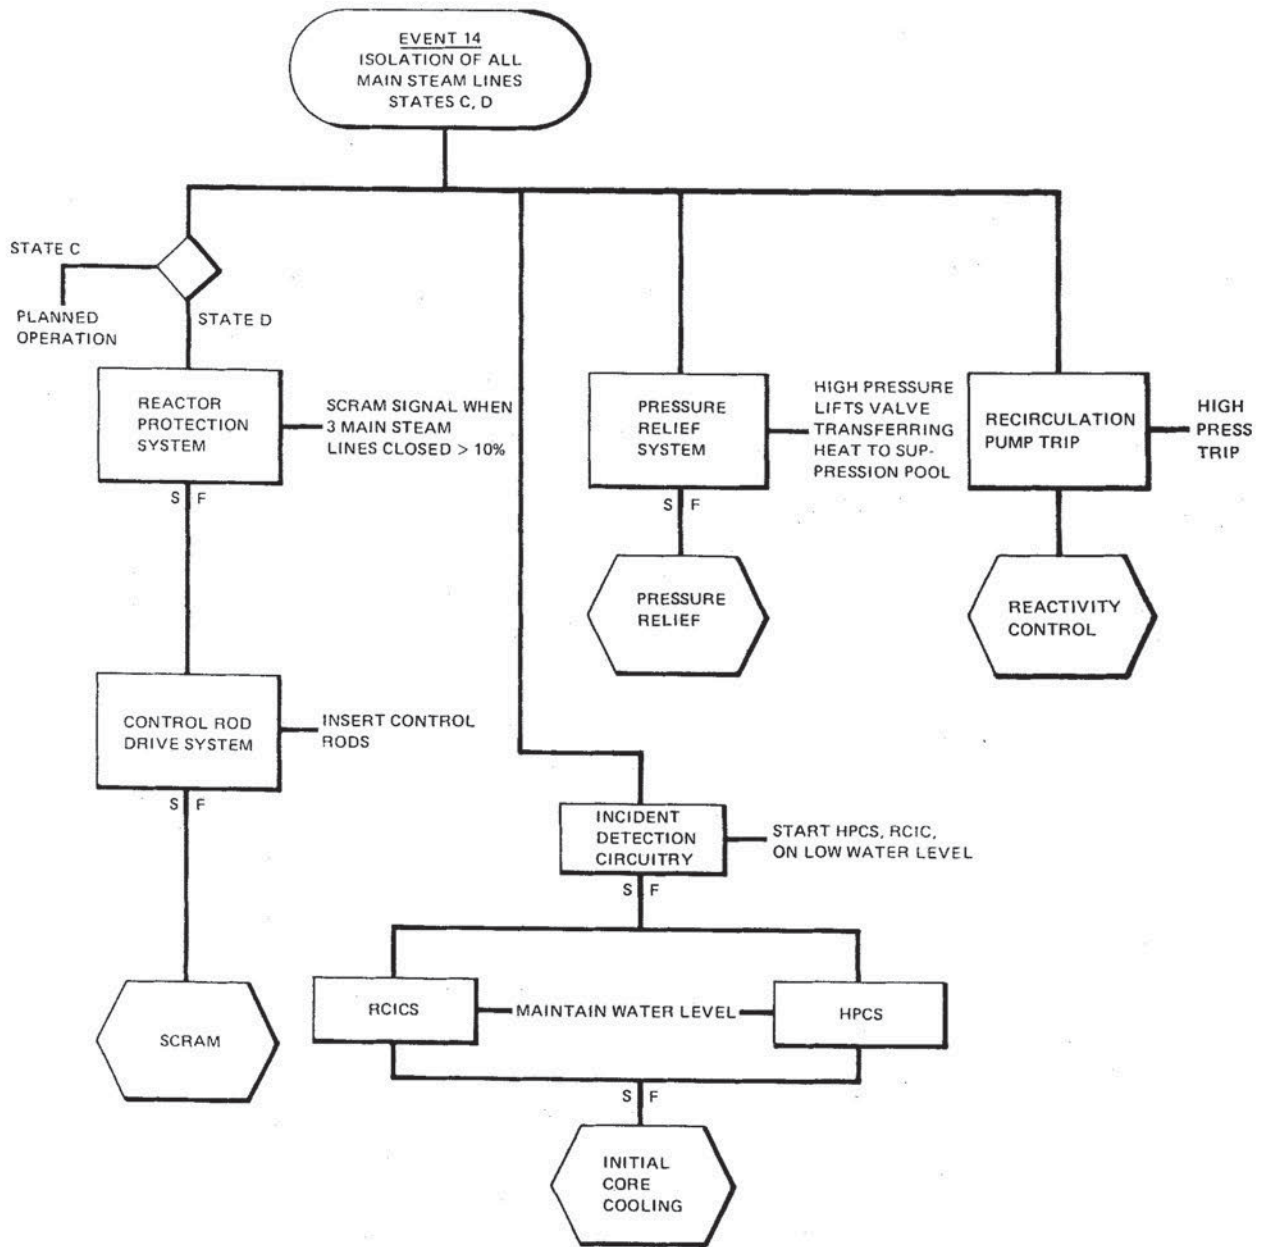 EVENT 14
ISOLATION OF ALL
MAIN STEAM LINES
STATES C, D
STATE C
PLANNED
OPERATION
STATE D
REACTOR
PROTECTION
SYSTEM
SCRAM SIGNAL WHEN
3 MAIN STEAM
LINES CLOSED > 10%
S F
PRESSURE
RELIEF
SYSTEM
HIGH PRESSURE
LIFTS VALVE
TRANSFERRING
HEAT TO SUP-
PRESSION POOL
S F
RECIRCULATION
PUMP TRIP
HIGH
PRESS
TRIP
PRESSURE
RELIEF
REACTIVITY
CONTROL
CONTROL ROD
DRIVE SYSTEM
INSERT CONTROL
RODS
S F
INCIDENT
DETECTION
CIRCUITRY
START HPCS, RCIC,
ON LOW WATER LEVEL
S F
RCICS
MAINTAIN WATER LEVEL
HPCS
SCRAM
S F
INITIAL
CORE
COOLING